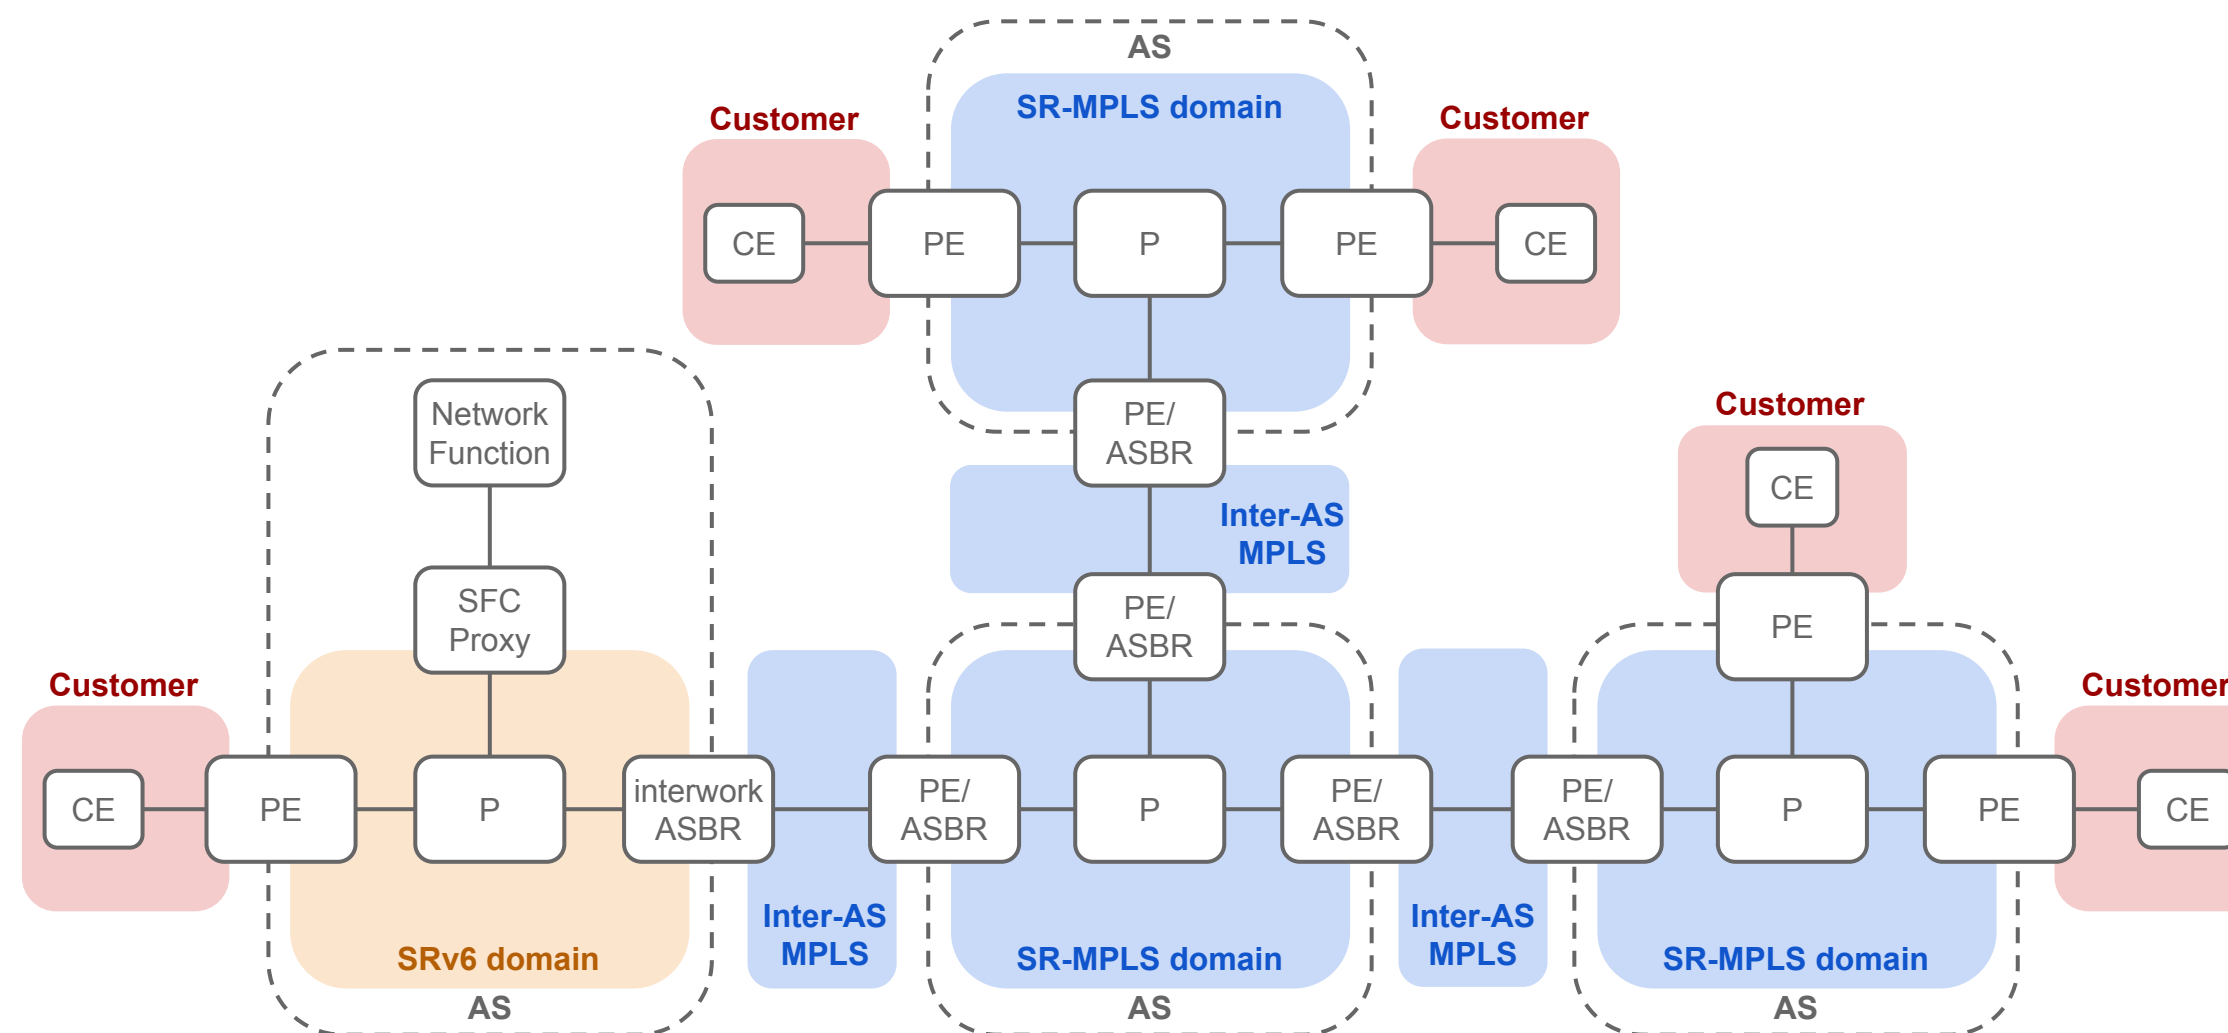 AS
SR-MPLS domain
Customer
Customer
CE
PE
P
PE
CE
PE/
ASBR
Network
Function
Customer
CE
Inter-AS
MPLS
SFC
Proxy
PE/
ASBR
PE
Customer
Customer
CE
PE
P
interwork
ASBR
PE/
ASBR
P
PE/
ASBR
PE/
ASBR
P
PE
CE
Inter-AS
MPLS
Inter-AS
MPLS
SRv6 domain
SR-MPLS domain
SR-MPLS domain
AS
AS
AS